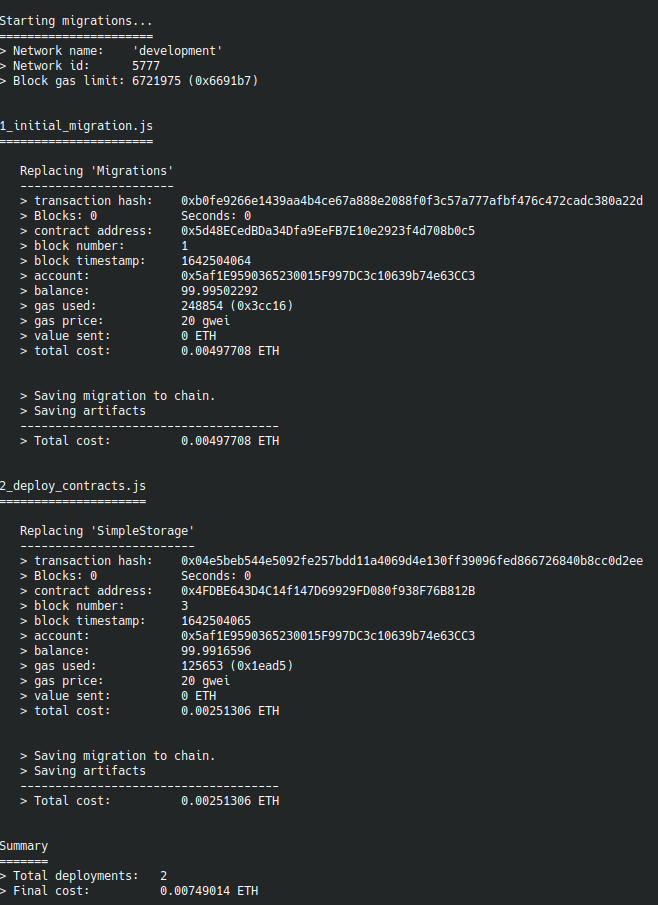 Starting migrations...
======================
> Network name:    'development'
> Network id:      5777
> Block gas limit: 6721975 (0x6691b7)
1_initial_migration.js
======================
Replacing 'Migrations'
----------------------
> transaction hash:    0xb0fe9266e1439aa4b4ce67a888e2088f0f3c57a777afbf476c472cadc380a22d
> Blocks: 0            Seconds: 0
> contract address:    0x5d48ECedBDa34Dfa9EeFB7E10e2923f4d708b0c5
> block number:        1
> block timestamp:     1642504064
> account:             0x5af1E9590365230015F997DC3c10639b74e63CC3
> balance:             99.99502292
> gas used:            248854 (0x3cc16)
> gas price:           20 gwei
> value sent:          0 ETH
> total cost:          0.00497708 ETH
> Saving migration to chain.
> Saving artifacts
-------------------------------------
> Total cost:          0.00497708 ETH
2_deploy_contracts.js
=====================
Replacing 'SimpleStorage'
-------------------------
> transaction hash:    0x04e5beb544e5092fe257bdd11a4069d4e130ff39096fed866726840b8cc0d2ee
> Blocks: 0            Seconds: 0
> contract address:    0x4FDBE643D4C14f147D69929FD080f938F76B812B
> block number:        3
> block timestamp:     1642504065
> account:             0x5af1E9590365230015F997DC3c10639b74e63CC3
> balance:             99.9916596
> gas used:            125653 (0x1ead5)
> gas price:           20 gwei
> value sent:          0 ETH
> total cost:          0.00251306 ETH
> Saving migration to chain.
> Saving artifacts
-------------------------------------
> Total cost:          0.00251306 ETH
Summary
=======
> Total deployments:   2
> Final cost:          0.00749014 ETH